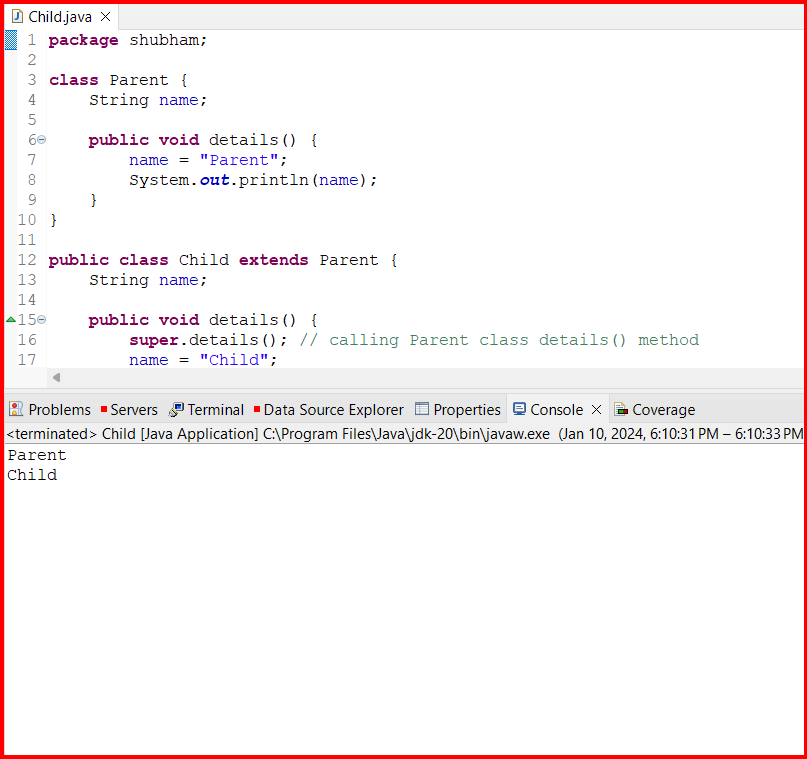 Child.java
1 package shubham;
2
3 class Parent {
4     String name;
5
6     public void details() {
7         name = "Parent";
8         System.out.println(name);
9     }
10 }
11
12 public class Child extends Parent {
13     String name;
14
15     public void details() {
16         super.details(); // calling Parent class details() method
17         name = "Child";
Problems Servers Terminal Data Source Explorer Properties Console Coverage
<terminated> Child [Java Application] C:\Program Files\Java\jdk-20\bin\javaw.exe (Jan 10, 2024, 6:10:31 PM – 6:10:33 PM
Parent
Child